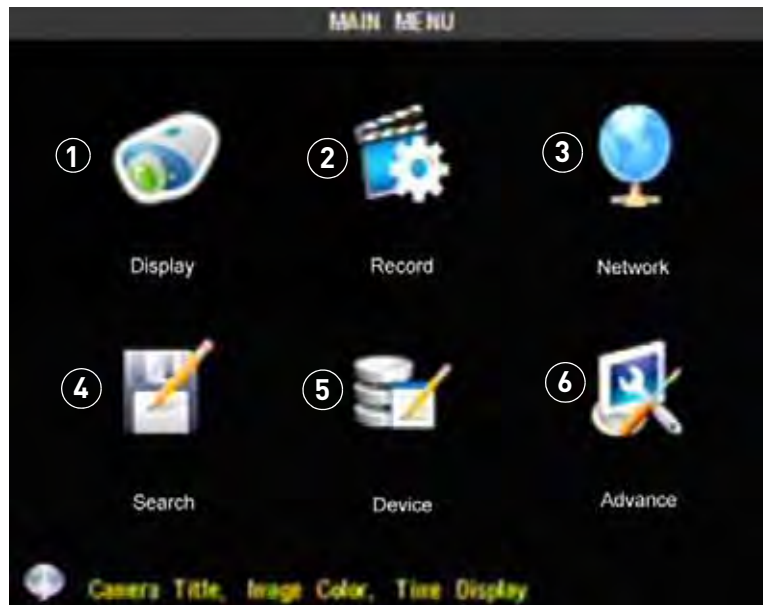 MAIN MENU
1 2 3
Display Record Network
4 5 6
Search Device Advance
Camera Title, Image Color, Time Display